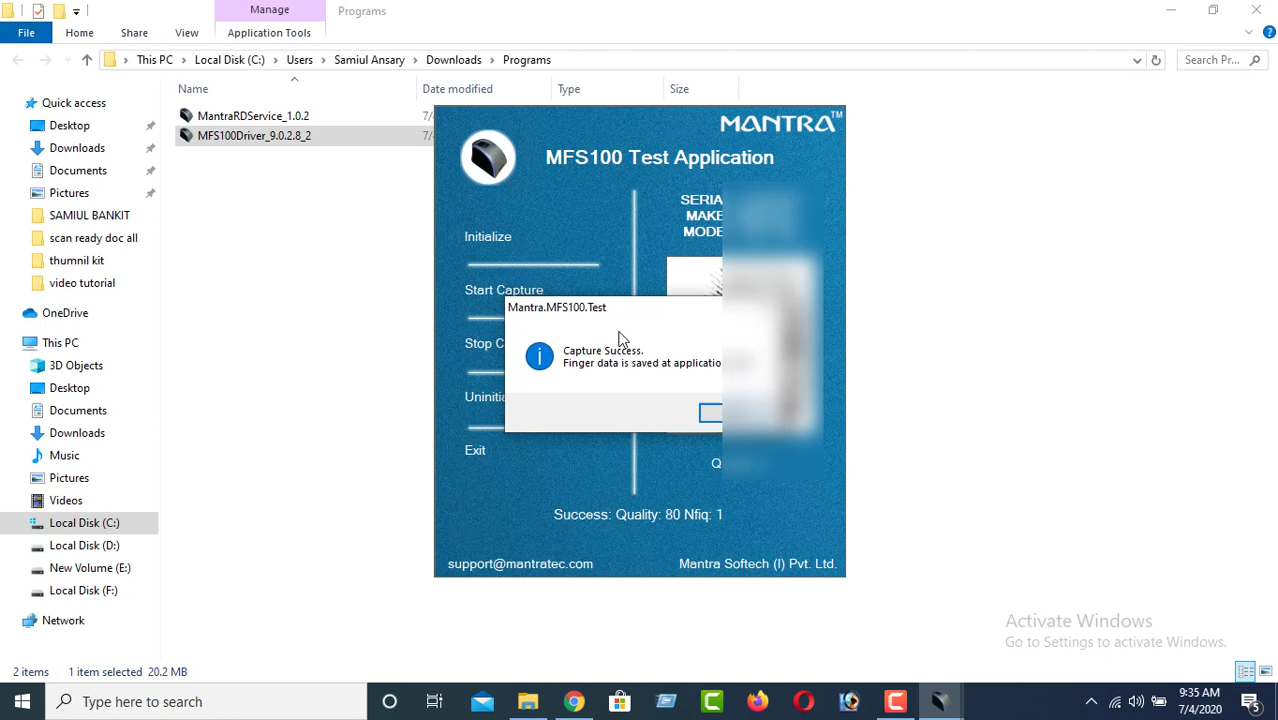 Manage
Programs
File
Home
Share
View
Application Tools
This PC
Local Disk (C:)
Users
Samiul Ansary
Downloads
Programs
Search Pr...
Name
Date modified
Type
Size
MantraRDService_1.0.2
7/
MFS100Driver_9.0.2.8_2
7/
Quick access
Desktop
Downloads
Documents
Pictures
SAMIUL BANKIT
scan ready doc all
thumnil kit
video tutorial
OneDrive
This PC
3D Objects
Desktop
Documents
Downloads
Music
Pictures
Videos
Local Disk (C:)
Local Disk (D:)
New Volume (E:)
Local Disk (F:)
Network
MANTRA™
MFS100 Test Application
SERIA
MAKE
MODE
Initialize
Start Capture
Stop C
Uniniti
Exit
Mantra.MFS100.Test
Capture Success.
Finger data is saved at applicatio
Q
Success: Quality: 80 Nfiq: 1
support@mantratec.com
Mantra Softech (I) Pvt. Ltd.
Activate Windows
Go to Settings to activate Windows.
2 items
1 item selected 20.2 MB
Type here to search
9:35 AM
7/4/2020
5